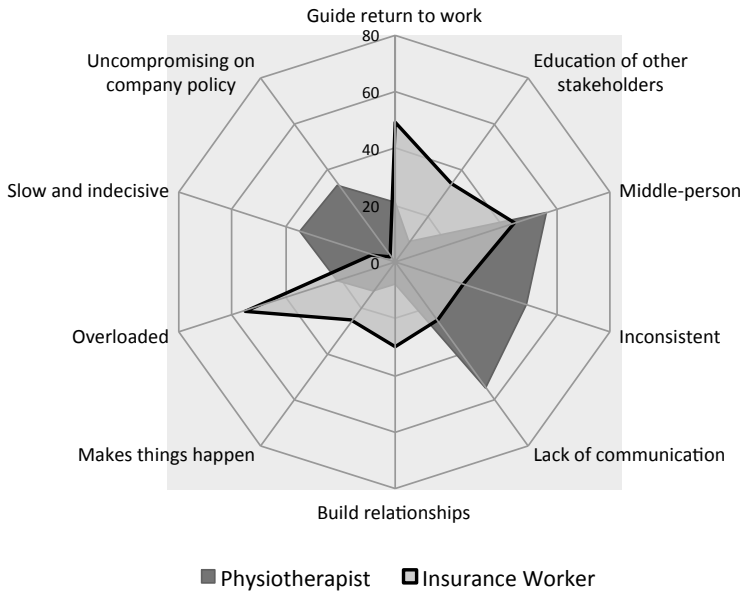 Guide return to work
80
Uncompromising on
company policy
Education of other
stakeholders
60
40
Slow and indecisive
Middle-person
20
0
Overloaded
Inconsistent
Makes things happen
Lack of communication
Build relationships
Physiotherapist
Insurance Worker